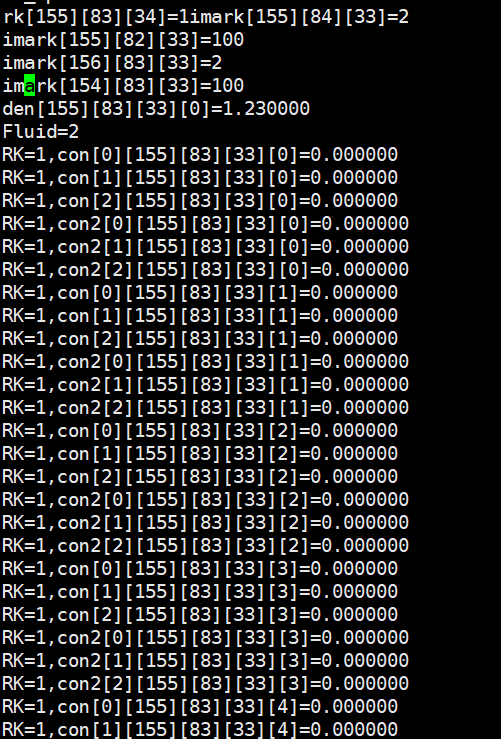 rk[155][83][34]=1imark[155][84][33]=2
imark[155][82][33]=100
imark[156][83][33]=2
imark[154][83][33]=100
den[155][83][33][0]=1.230000
Fluid=2
RK=1,con[0][155][83][33][0]=0.000000
RK=1,con[1][155][83][33][0]=0.000000
RK=1,con[2][155][83][33][0]=0.000000
RK=1,con2[0][155][83][33][0]=0.000000
RK=1,con2[1][155][83][33][0]=0.000000
RK=1,con2[2][155][83][33][0]=0.000000
RK=1,con[0][155][83][33][1]=0.000000
RK=1,con[1][155][83][33][1]=0.000000
RK=1,con[2][155][83][33][1]=0.000000
RK=1,con2[0][155][83][33][1]=0.000000
RK=1,con2[1][155][83][33][1]=0.000000
RK=1,con2[2][155][83][33][1]=0.000000
RK=1,con[0][155][83][33][2]=0.000000
RK=1,con[1][155][83][33][2]=0.000000
RK=1,con[2][155][83][33][2]=0.000000
RK=1,con2[0][155][83][33][2]=0.000000
RK=1,con2[1][155][83][33][2]=0.000000
RK=1,con2[2][155][83][33][2]=0.000000
RK=1,con[0][155][83][33][3]=0.000000
RK=1,con[1][155][83][33][3]=0.000000
RK=1,con[2][155][83][33][3]=0.000000
RK=1,con2[0][155][83][33][3]=0.000000
RK=1,con2[1][155][83][33][3]=0.000000
RK=1,con2[2][155][83][33][3]=0.000000
RK=1,con[0][155][83][33][4]=0.000000
RK=1,con[1][155][83][33][4]=0.000000